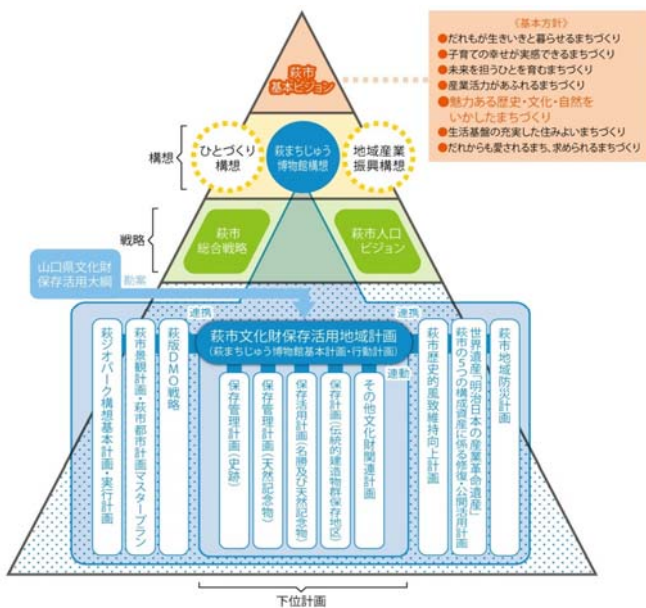 《基本方針》
●だれもが生きいきと暮らせるまちづくり
●子育ての幸せが実感できるまちづくり
●未来を担うひとを育むまちづくり
●産業活力があふれるまちづくり
●魅力ある歴史・文化・自然を
いかしたまちづくり
●生活基盤の充実した住みよいまちづくり
●だれからも愛されるまち、求められるまちづくり
萩市
基本ビジョン
構想
ひとづくり
構想
萩まちじゅう
博物館構想
地域産業
振興構想
戦略
萩市
総合戦略
萩市人口
ビジョン
山口県文化財
保存活用大綱
勘案
連携
連携
萩市文化財保存活用地域計画
(萩まちじゅう博物館基本計画・行動計画)
連動
萩ジオパーク構想基本計画・実行計画
萩市景観計画・萩市都市計画マスタープラン
萩版DMO戦略
保存管理計画(史跡)
保存管理計画(天然記念物)
保存活用計画(名勝及び天然記念物)
保存計画(伝統的建造物群保存地区)
その他文化財関連計画
萩市歴史的風致維持向上計画
世界遺産「明治日本の産業革命遺産」
萩市の5つの構成資産に係る修復・公開活用計画
萩市地域防災計画
下位計画